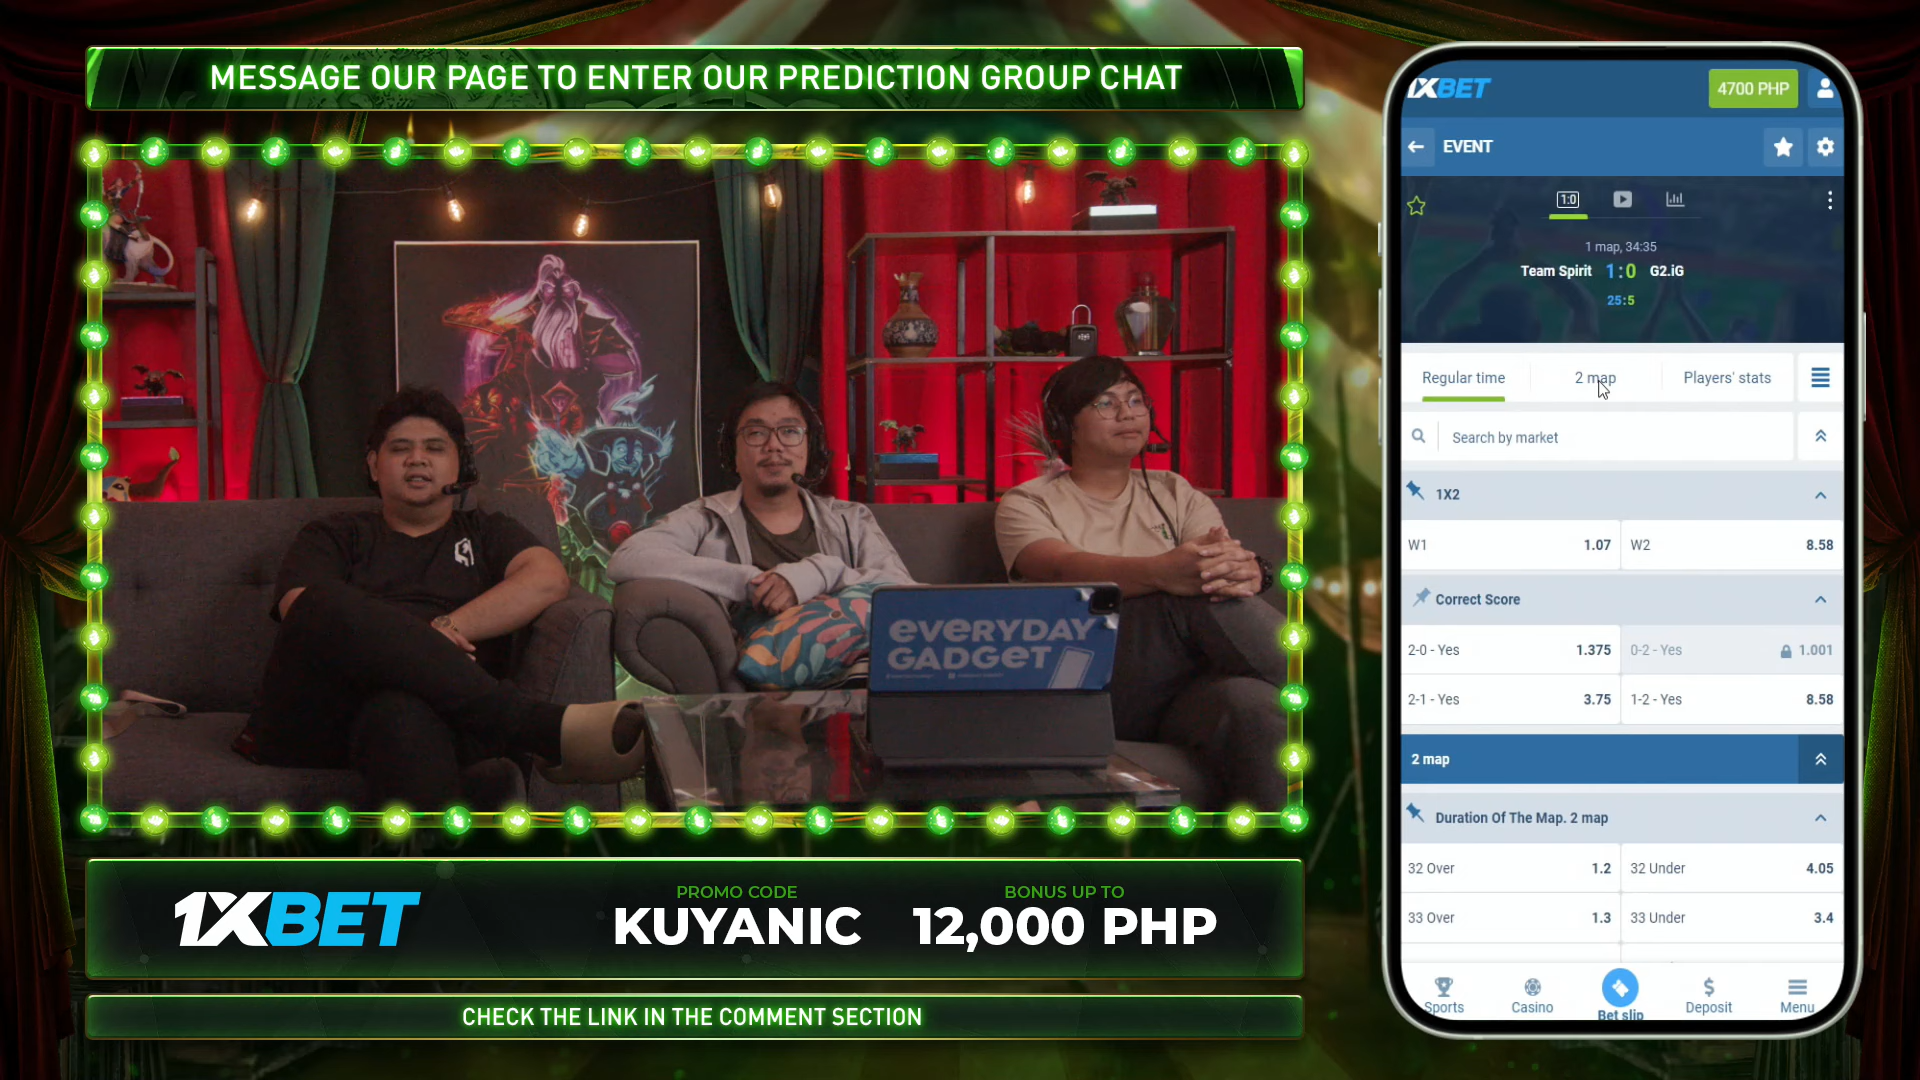 MESSAGE OUR PAGE TO ENTER OUR PREDICTION GROUP CHAT
EVERYDAY
GADGET
1XBET
PROMO CODE
KUYANIC
BONUS UP TO
12,000 PHP
CHECK THE LINK IN THE COMMENT SECTION
1XBET
4700 PHP
EVENT
1:0
1 map, 34:35
Team Spirit 1:0 G2.iG
25:5
Regular time
2 map
Players' stats
Search by market
1X2
W1 1.07
W2 8.58
Correct Score
2-0 - Yes 1.375
0-2 - Yes 1.001
2-1 - Yes 3.75
1-2 - Yes 8.58
2 map
Duration Of The Map. 2 map
32 Over 1.2
32 Under 4.05
33 Over 1.3
33 Under 3.4
Sports
Casino
Bet slip
Deposit
Menu